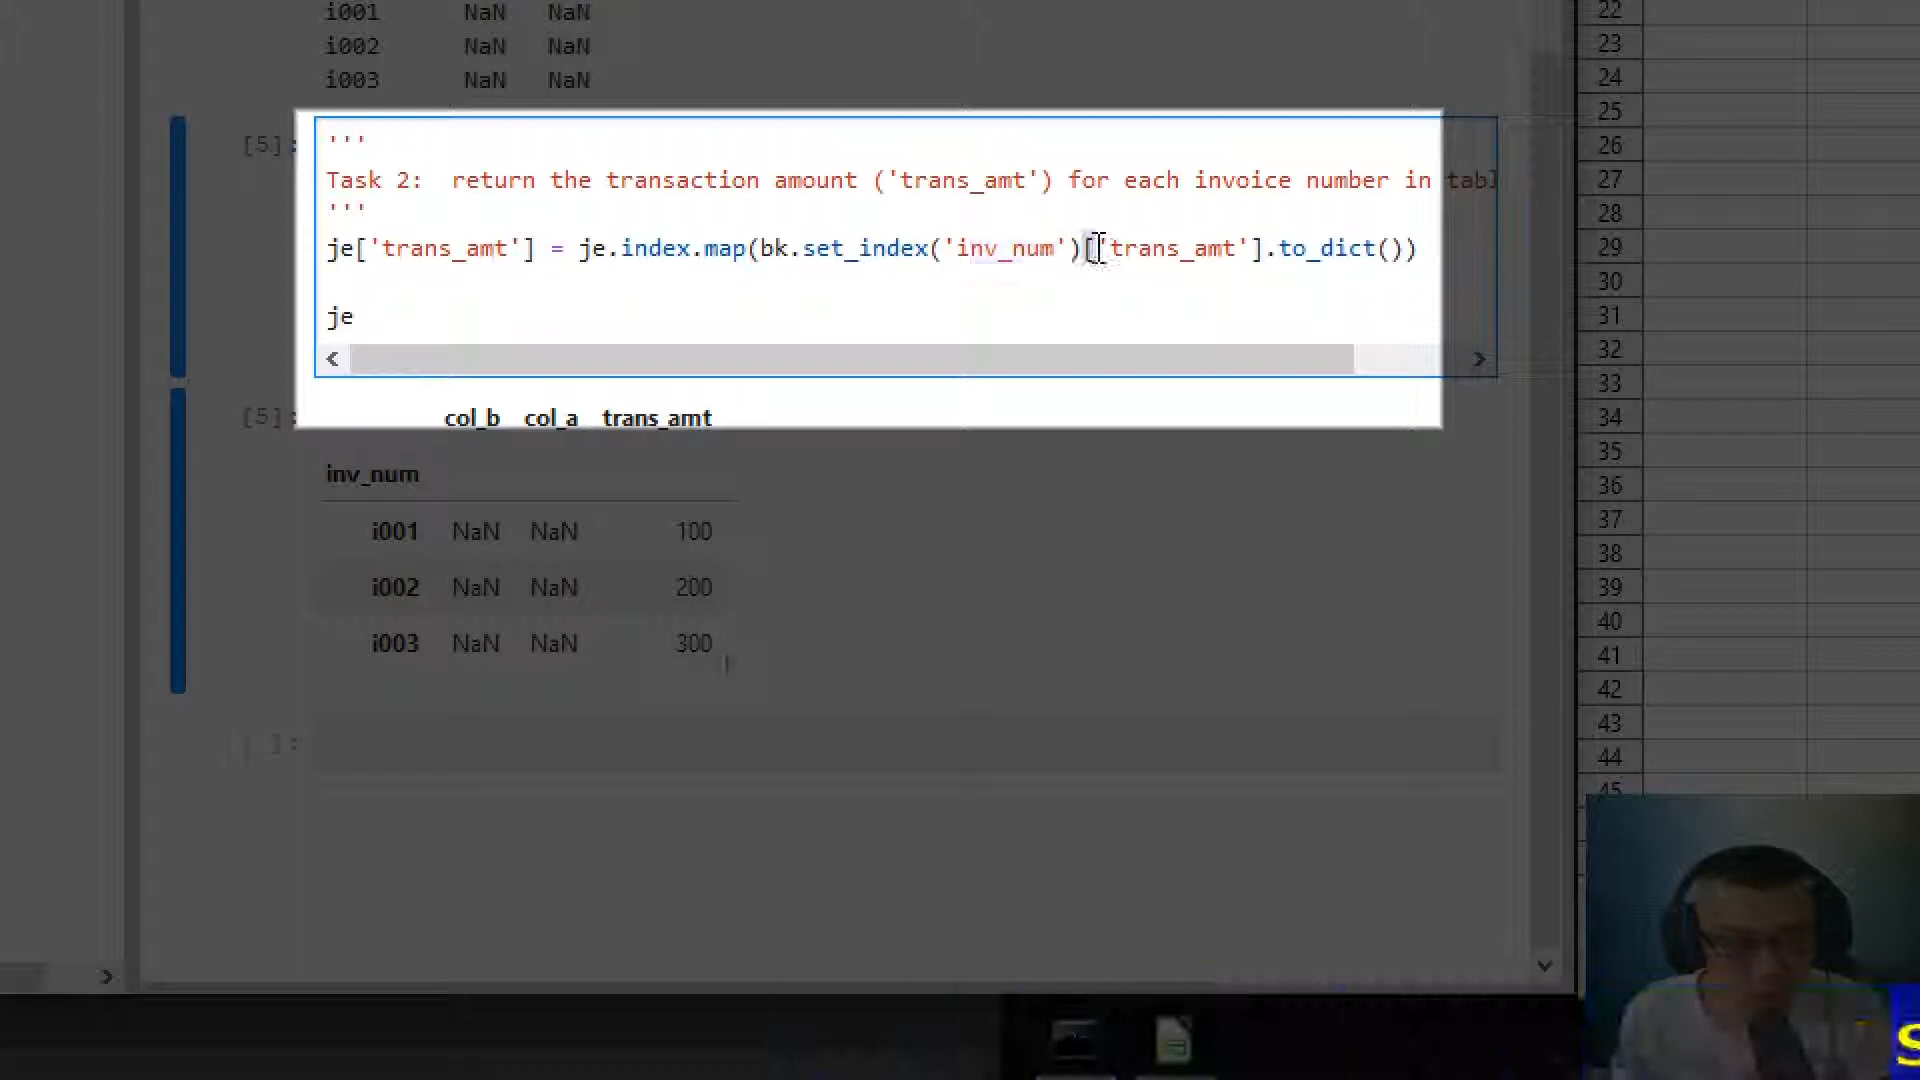 i001 NaN NaN
i002 NaN NaN
i003 NaN NaN
[5]:
'''
Task 2: return the transaction amount ('trans_amt') for each invoice number in tabl
'''
je['trans_amt'] = je.index.map(bk.set_index('inv_num')['trans_amt'].to_dict())
je
[5]:
col_b col_a trans_amt
inv_num
i001 NaN NaN 100
i002 NaN NaN 200
i003 NaN NaN 300
[ ]:
22
23
24
25
26
27
28
29
30
31
32
33
34
35
36
37
38
39
40
41
42
43
44
45
S